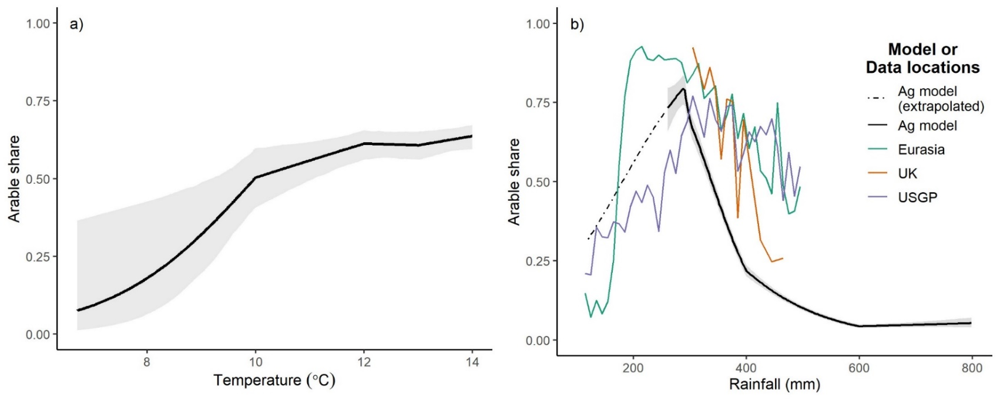 a)
1.00
0.75
0.50
0.25
0.00
Arable share
8
10
12
14
Temperature (°C)
b)
1.00
0.75
0.50
0.25
0.00
Arable share
200
400
600
800
Rainfall (mm)
Model or
Data locations
Ag model
(extrapolated)
Ag model
Eurasia
UK
USGP